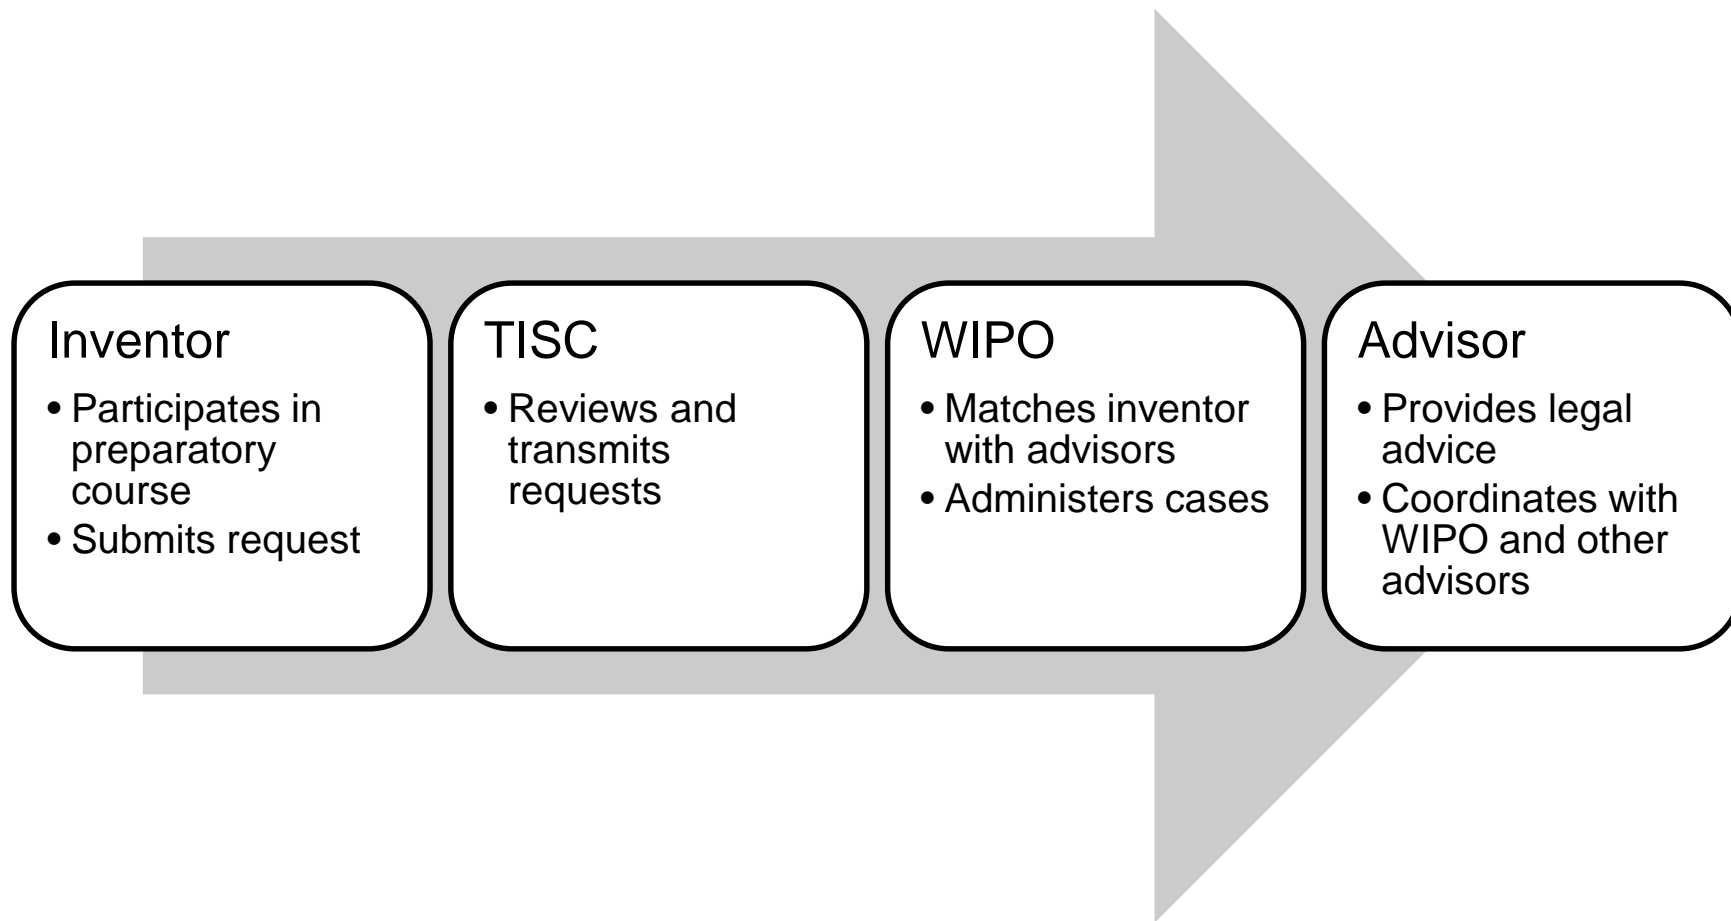 Inventor
• Participates in
preparatory
course
• Submits request
TISC
• Reviews and
transmits
requests
WIPO
• Matches inventor
with advisors
• Administers cases
Advisor
• Provides legal
advice
• Coordinates with
WIPO and other
advisors